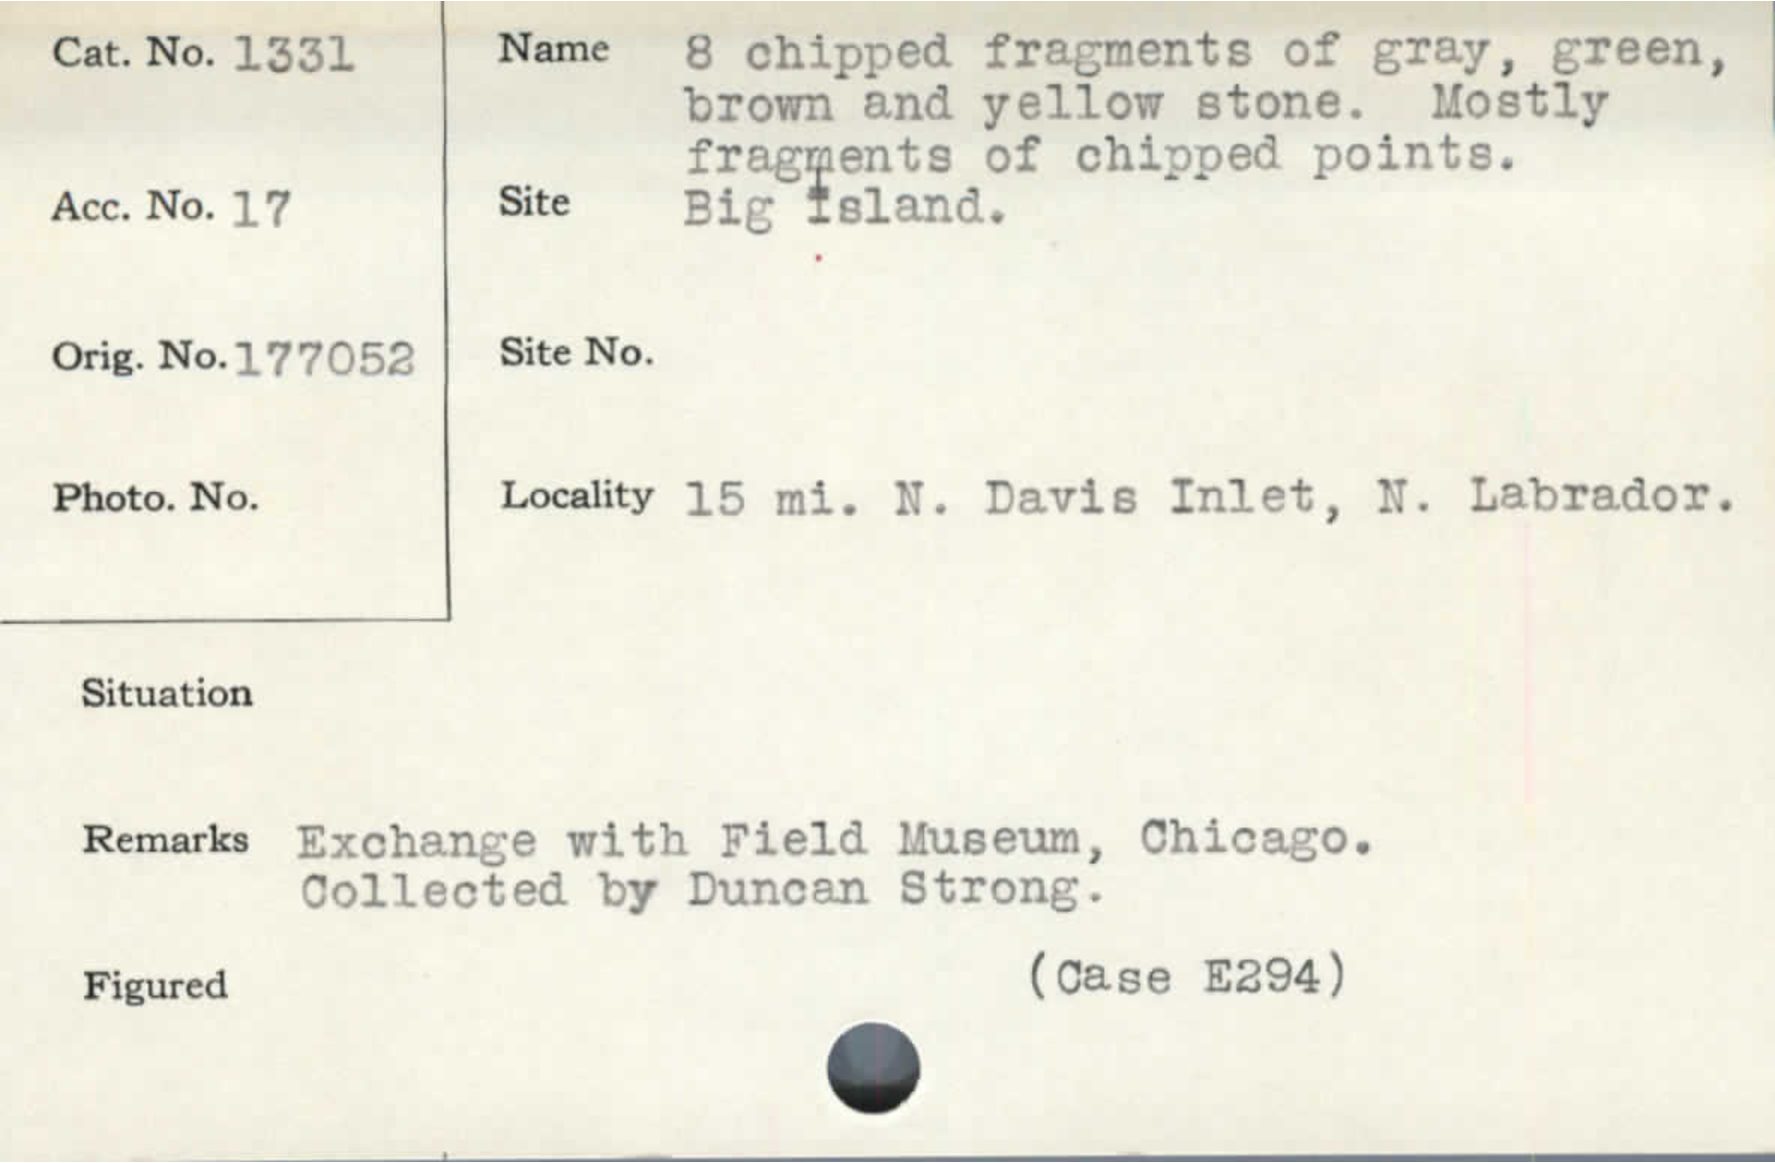 Cat. No. 1331
Name 8 chipped fragments of gray, green,
brown and yellow stone. Mostly
fragments of chipped points.
Acc. No. 17
Site Big Island.
Orig. No. 177052
Site No.
Photo. No.
Locality 15 mi. N. Davis Inlet, N. Labrador.
Situation
Remarks Exchange with Field Museum, Chicago.
Collected by Duncan Strong.
Figured
(Case E294)